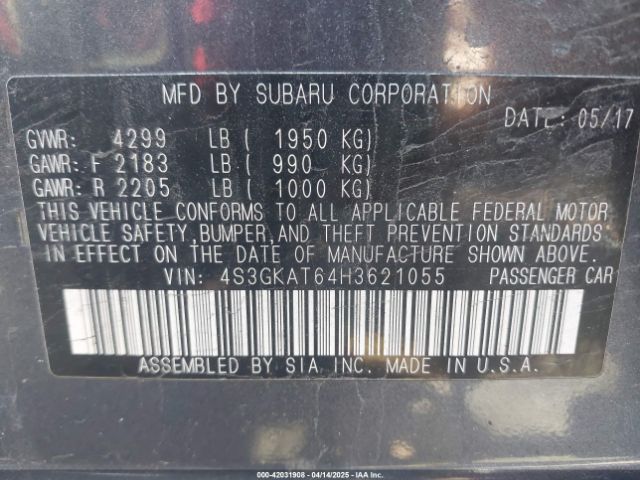 MFD BY SUBARU CORPORATION
DATE: 05/17
GVWR: 4299 LB ( 1950 KG)
GAWR: F 2183 LB ( 990 KG)
GAWR: R 2205 LB ( 1000 KG)
THIS VEHICLE CONFORMS TO ALL APPLICABLE FEDERAL MOTOR
VEHICLE SAFETY, BUMPER, AND THEFT PREVENTION STANDARDS
IN EFFECT ON THE DATE OF MANUFACTURE SHOWN ABOVE.
VIN: 4S3GKAT64H3621055 PASSENGER CAR
ASSEMBLED BY SIA INC. MADE IN U.S.A.
000-42031908 - 04/14/2025 - IAA Inc.